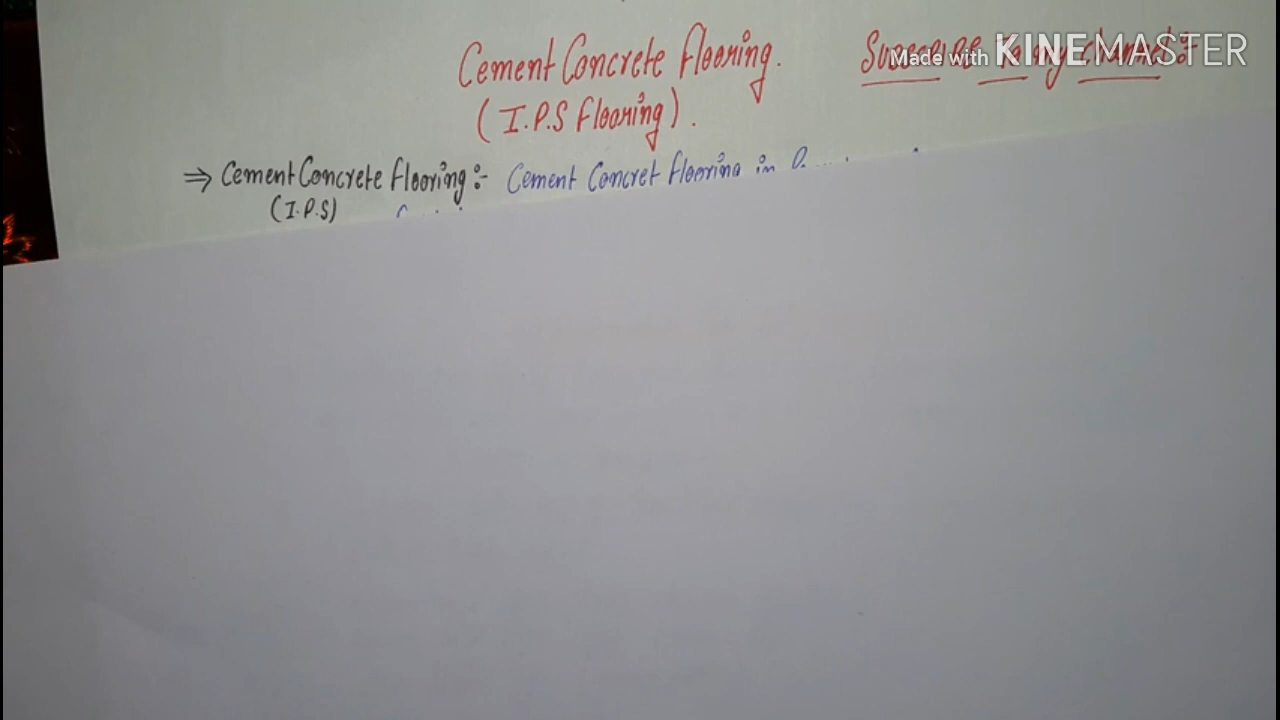 Cement Concrete flooring.
(I.P.S flooring).
Made with KINEMASTER
⇒ Cement Concrete flooring:- Cement Concret flooring in
(I.P.S)